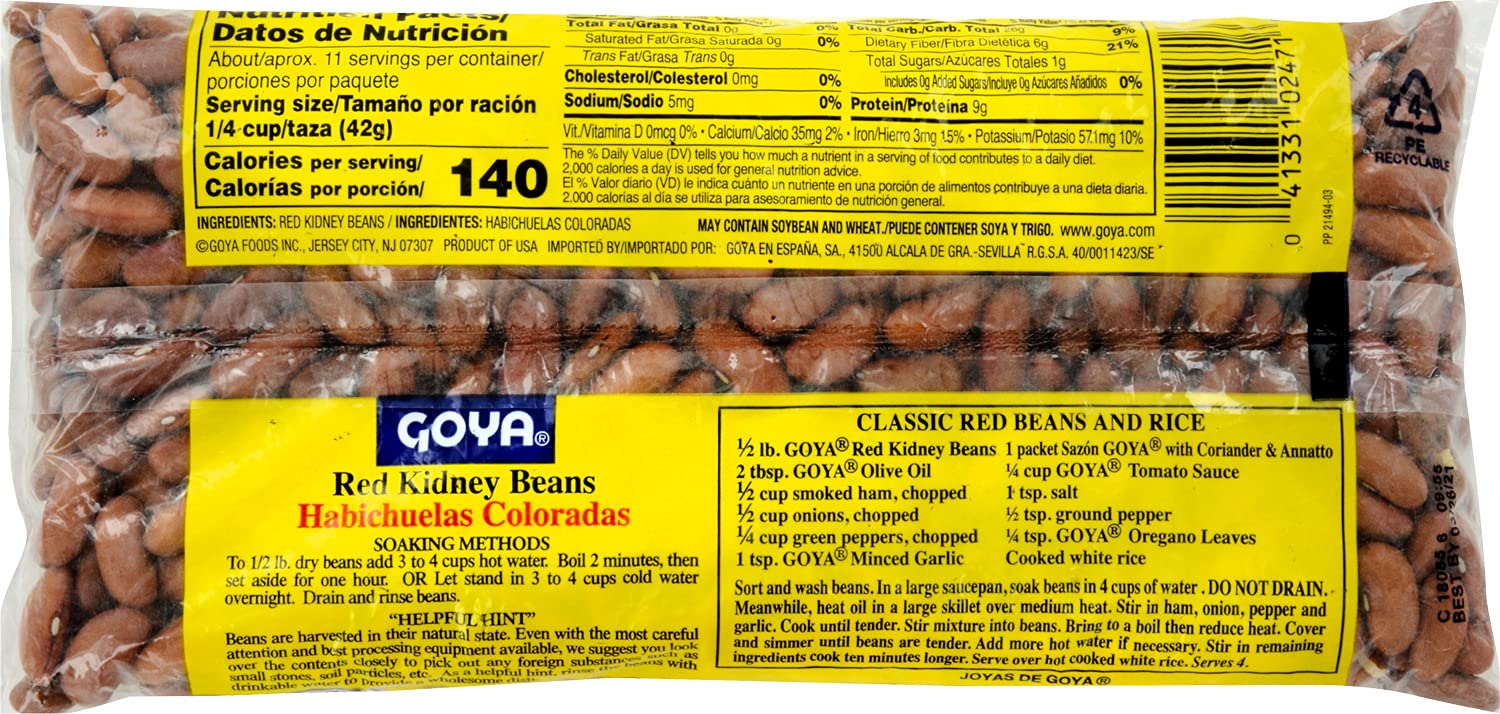 Nutrition Facts/
Datos de Nutrición
About/aprox. 11 servings per container/
porciones por paquete
Serving size/Tamaño por ración
1/4 cup/taza (42g)
Calories per serving/
Calorías por porción/ 140
Total Fat/Grasa Total 0g 0%
Saturated Fat/Grasa Saturada 0g 0%
Trans Fat/Grasa Trans 0g
Cholesterol/Colesterol 0mg 0%
Sodium/Sodio 5mg 0%
Total Carb./Carb. Total 26g 9%
Dietary Fiber/Fibra Dietética 6g 21%
Total Sugars/Azúcares Totales 1g
Includes 0g Added Sugars/Incluye 0g Azúcares Añadidos 0%
Protein/Proteína 9g
Vit./Vitamina D 0mcg 0% • Calcium/Calcio 35mg 2% • Iron/Hierro 3mg 15% • Potassium/Potasio 571mg 10%
The % Daily Value (DV) tells you how much a nutrient in a serving of food contributes to a daily diet.
2,000 calories a day is used for general nutrition advice.
El % Valor diario (VD) le indica cuánto un nutriente en una porción de alimentos contribuye a una dieta diaria.
2.000 calorías al día se utiliza para asesoramiento de nutrición general.
INGREDIENTS: RED KIDNEY BEANS / INGREDIENTES: HABICHUELAS COLORADAS
MAY CONTAIN SOYBEAN AND WHEAT./PUEDE CONTENER SOYA Y TRIGO. www.goya.com
©GOYA FOODS INC., JERSEY CITY, NJ 07307 PRODUCT OF USA IMPORTED BY/IMPORTADO POR: GOYA EN ESPAÑA, SA., 41500 ALCALA DE GRA.-SEVILLA R.G.S.A. 40/0011423/SE
0 41331 02471
PP 21494-03
4
PE
RECYCLABLE
GOYA®
Red Kidney Beans
Habichuelas Coloradas
SOAKING METHODS
To 1/2 lb. dry beans add 3 to 4 cups hot water. Boil 2 minutes, then
set aside for one hour. OR Let stand in 3 to 4 cups cold water
overnight. Drain and rinse beans.
"HELPFUL HINT"
Beans are harvested in their natural state. Even with the most careful
attention and best processing equipment available, we suggest you look
over the contents closely to pick out any foreign substances such as
small stones, soil particles, etc. As a helpful hint, rinse the beans with
drinkable water to provide a wholesome dish.
CLASSIC RED BEANS AND RICE
½ lb. GOYA® Red Kidney Beans
2 tbsp. GOYA® Olive Oil
½ cup smoked ham, chopped
½ cup onions, chopped
¼ cup green peppers, chopped
1 tsp. GOYA® Minced Garlic
1 packet Sazón GOYA® with Coriander & Annatto
¼ cup GOYA® Tomato Sauce
1 tsp. salt
½ tsp. ground pepper
¼ tsp. GOYA® Oregano Leaves
Cooked white rice
Sort and wash beans. In a large saucepan, soak beans in 4 cups of water. DO NOT DRAIN.
Meanwhile, heat oil in a large skillet over medium heat. Stir in ham, onion, pepper and
garlic. Cook until tender. Stir mixture into beans. Bring to a boil then reduce heat. Cover
and simmer until beans are tender. Add more hot water if necessary. Stir in remaining
ingredients cook ten minutes longer. Serve over hot cooked white rice. Serves 4.
JOYAS DE GOYA®
09:55
BEST BY